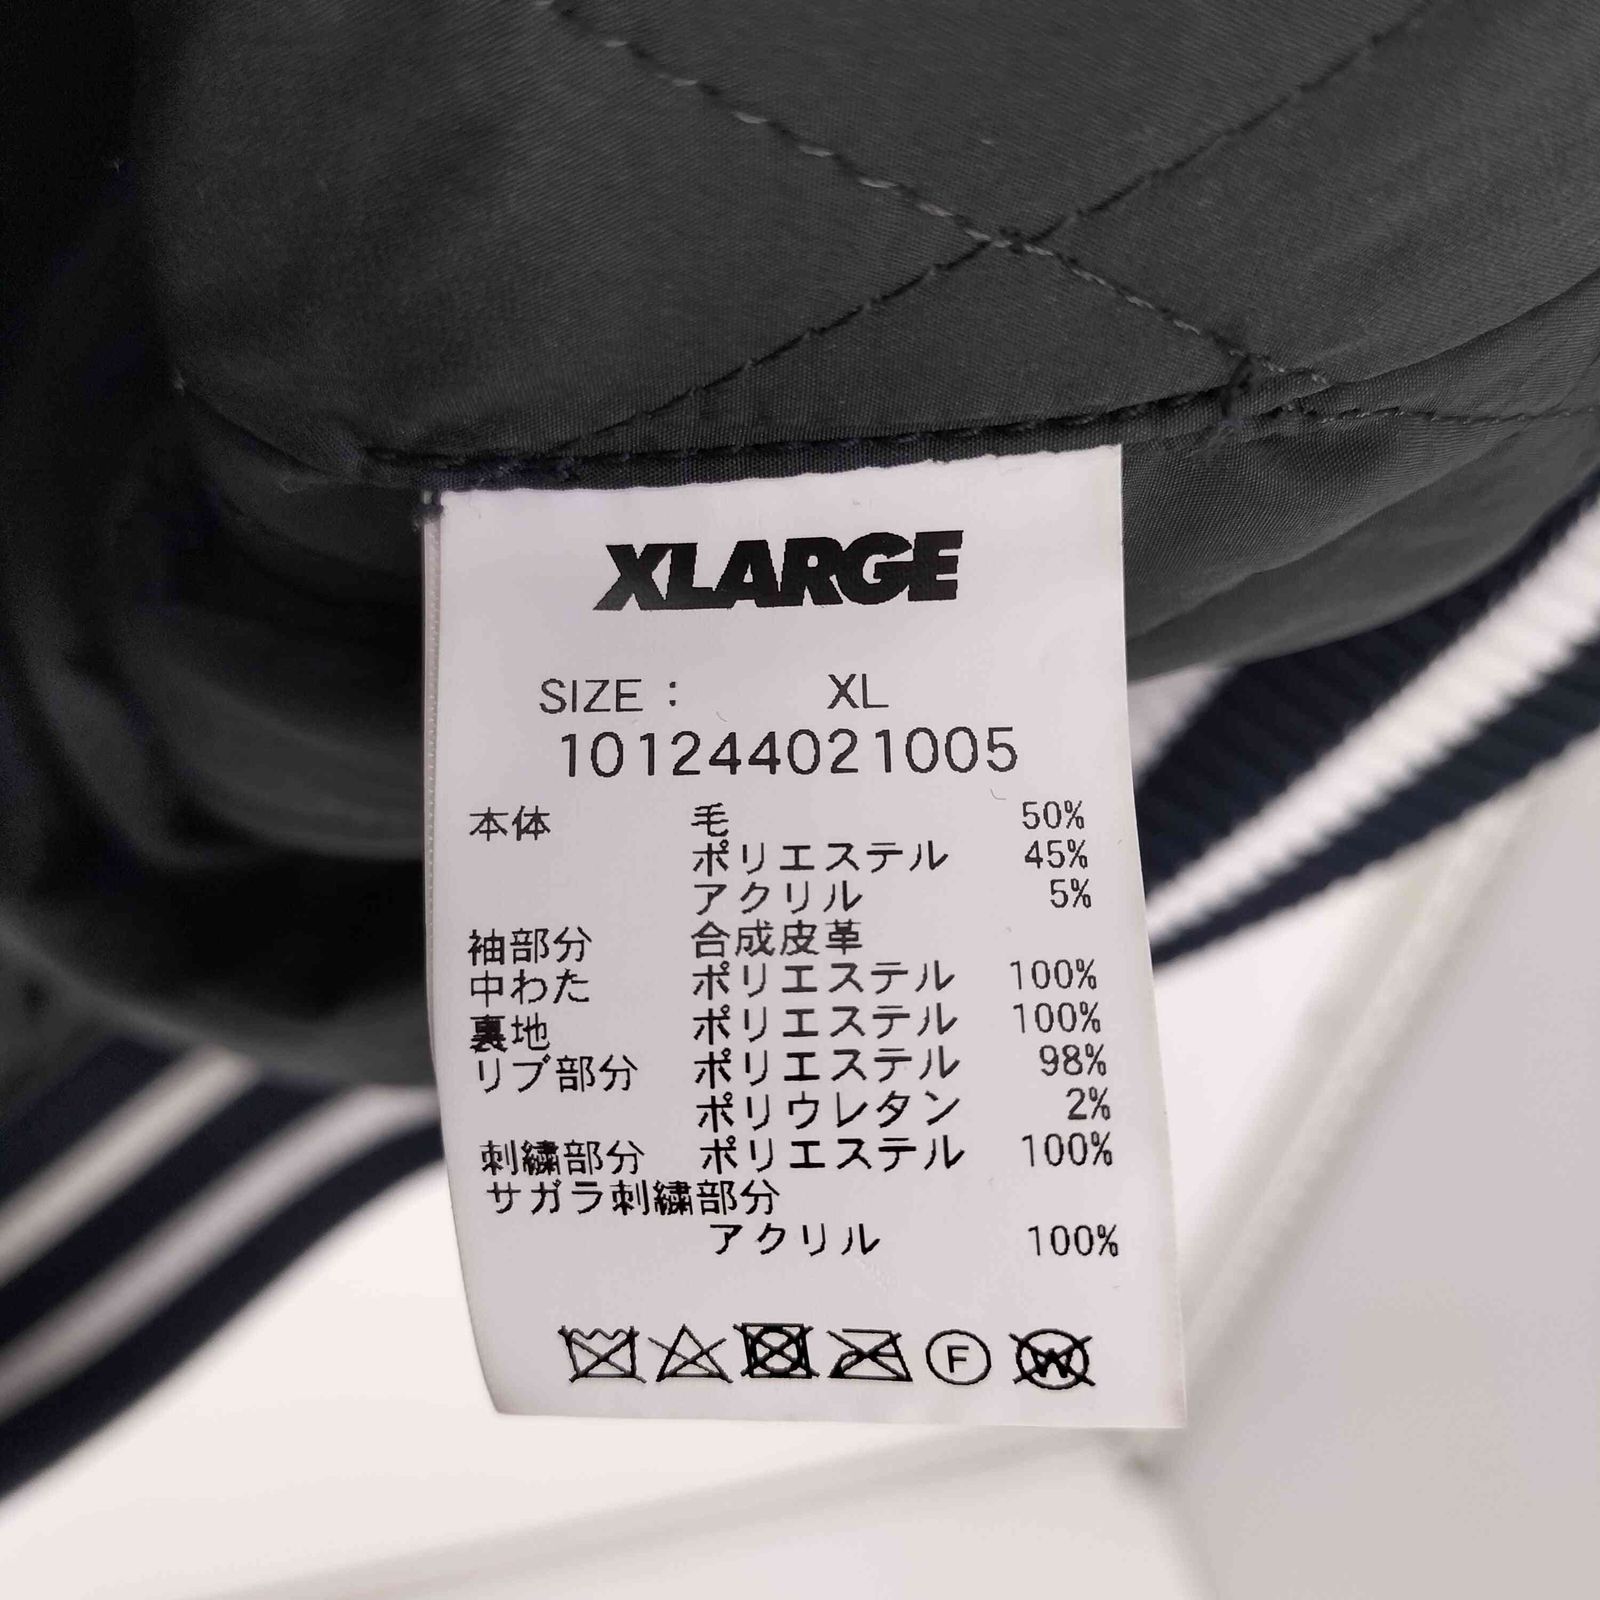 XLARGE
SIZE : XL
101244021005
本体 毛 50%
ポリエステル 45%
アクリル 5%
袖部分 合成皮革
中わた ポリエステル 100%
裏地 ポリエステル 100%
リブ部分 ポリエステル 98%
ポリウレタン 2%
刺繍部分 ポリエステル 100%
サガラ刺繍部分
アクリル 100%
F W